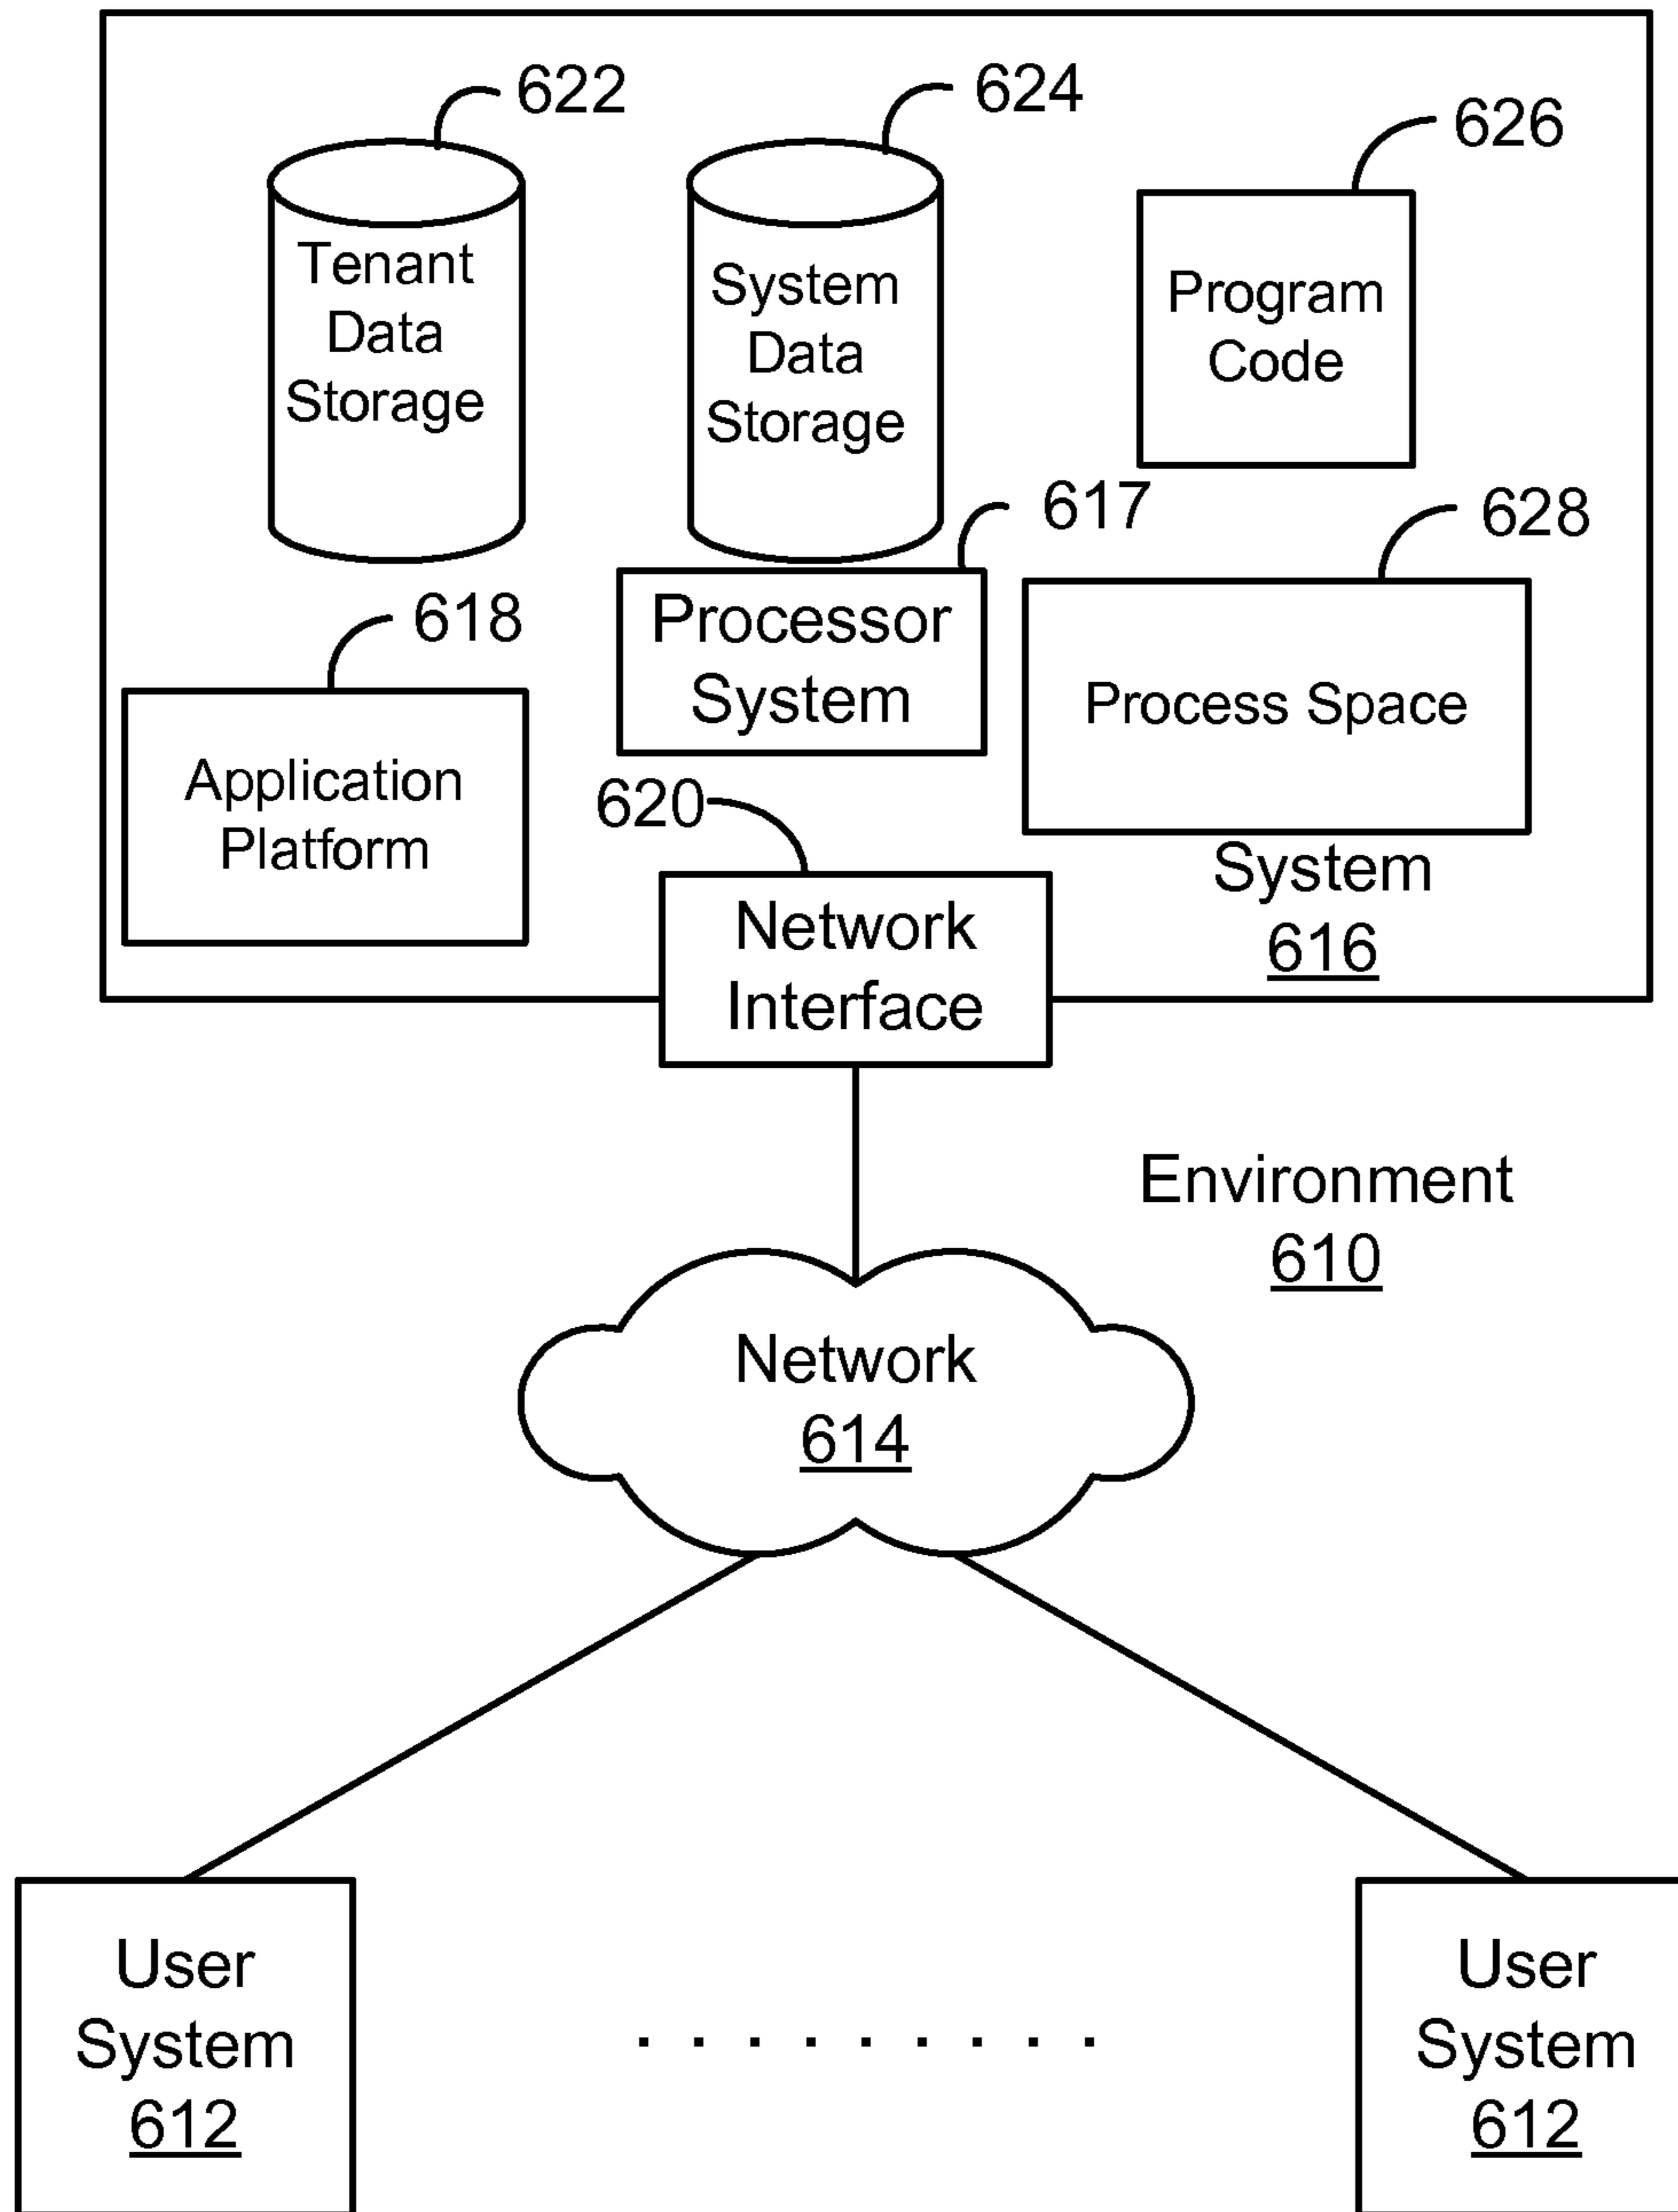 622
624
626
Tenant
Data
Storage
System
Data
Storage
Program
Code
617
628
618
Processor
System
Process Space
Application
Platform
620
System
616
Network
Interface
Environment
610
Network
614
User
System
612
. . . . . . . . .
User
System
612